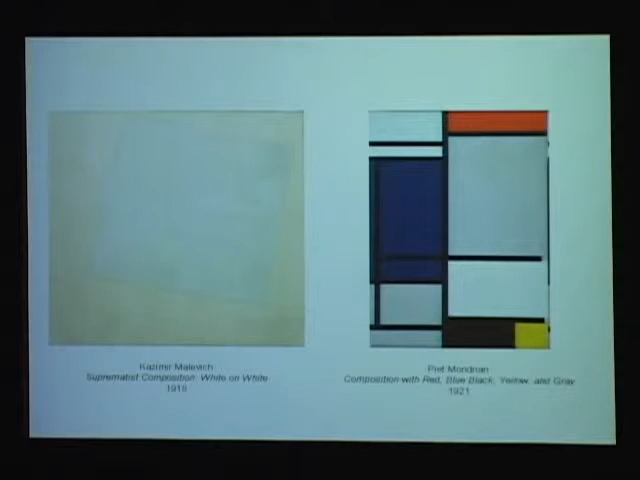 Kazimir Malevich
Suprematist Composition: White on White
1918
Piet Mondrian
Composition with Red, Blue Black, Yellow, and Gray
1921